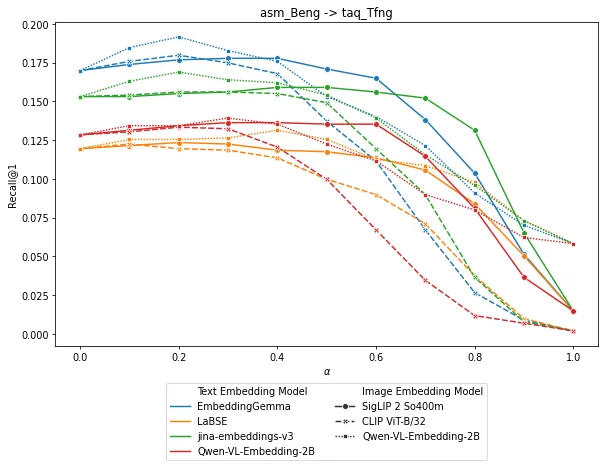 asm_Beng -> taq_Tfng
0.200
0.175
0.150
0.125
0.100
0.075
0.050
0.025
0.000
Recall@1
0.0
0.2
0.4
0.6
0.8
1.0
α
Text Embedding Model
EmbeddingGemma
LaBSE
jina-embeddings-v3
Qwen-VL-Embedding-2B
Image Embedding Model
SigLIP 2 So400m
CLIP ViT-B/32
Qwen-VL-Embedding-2B